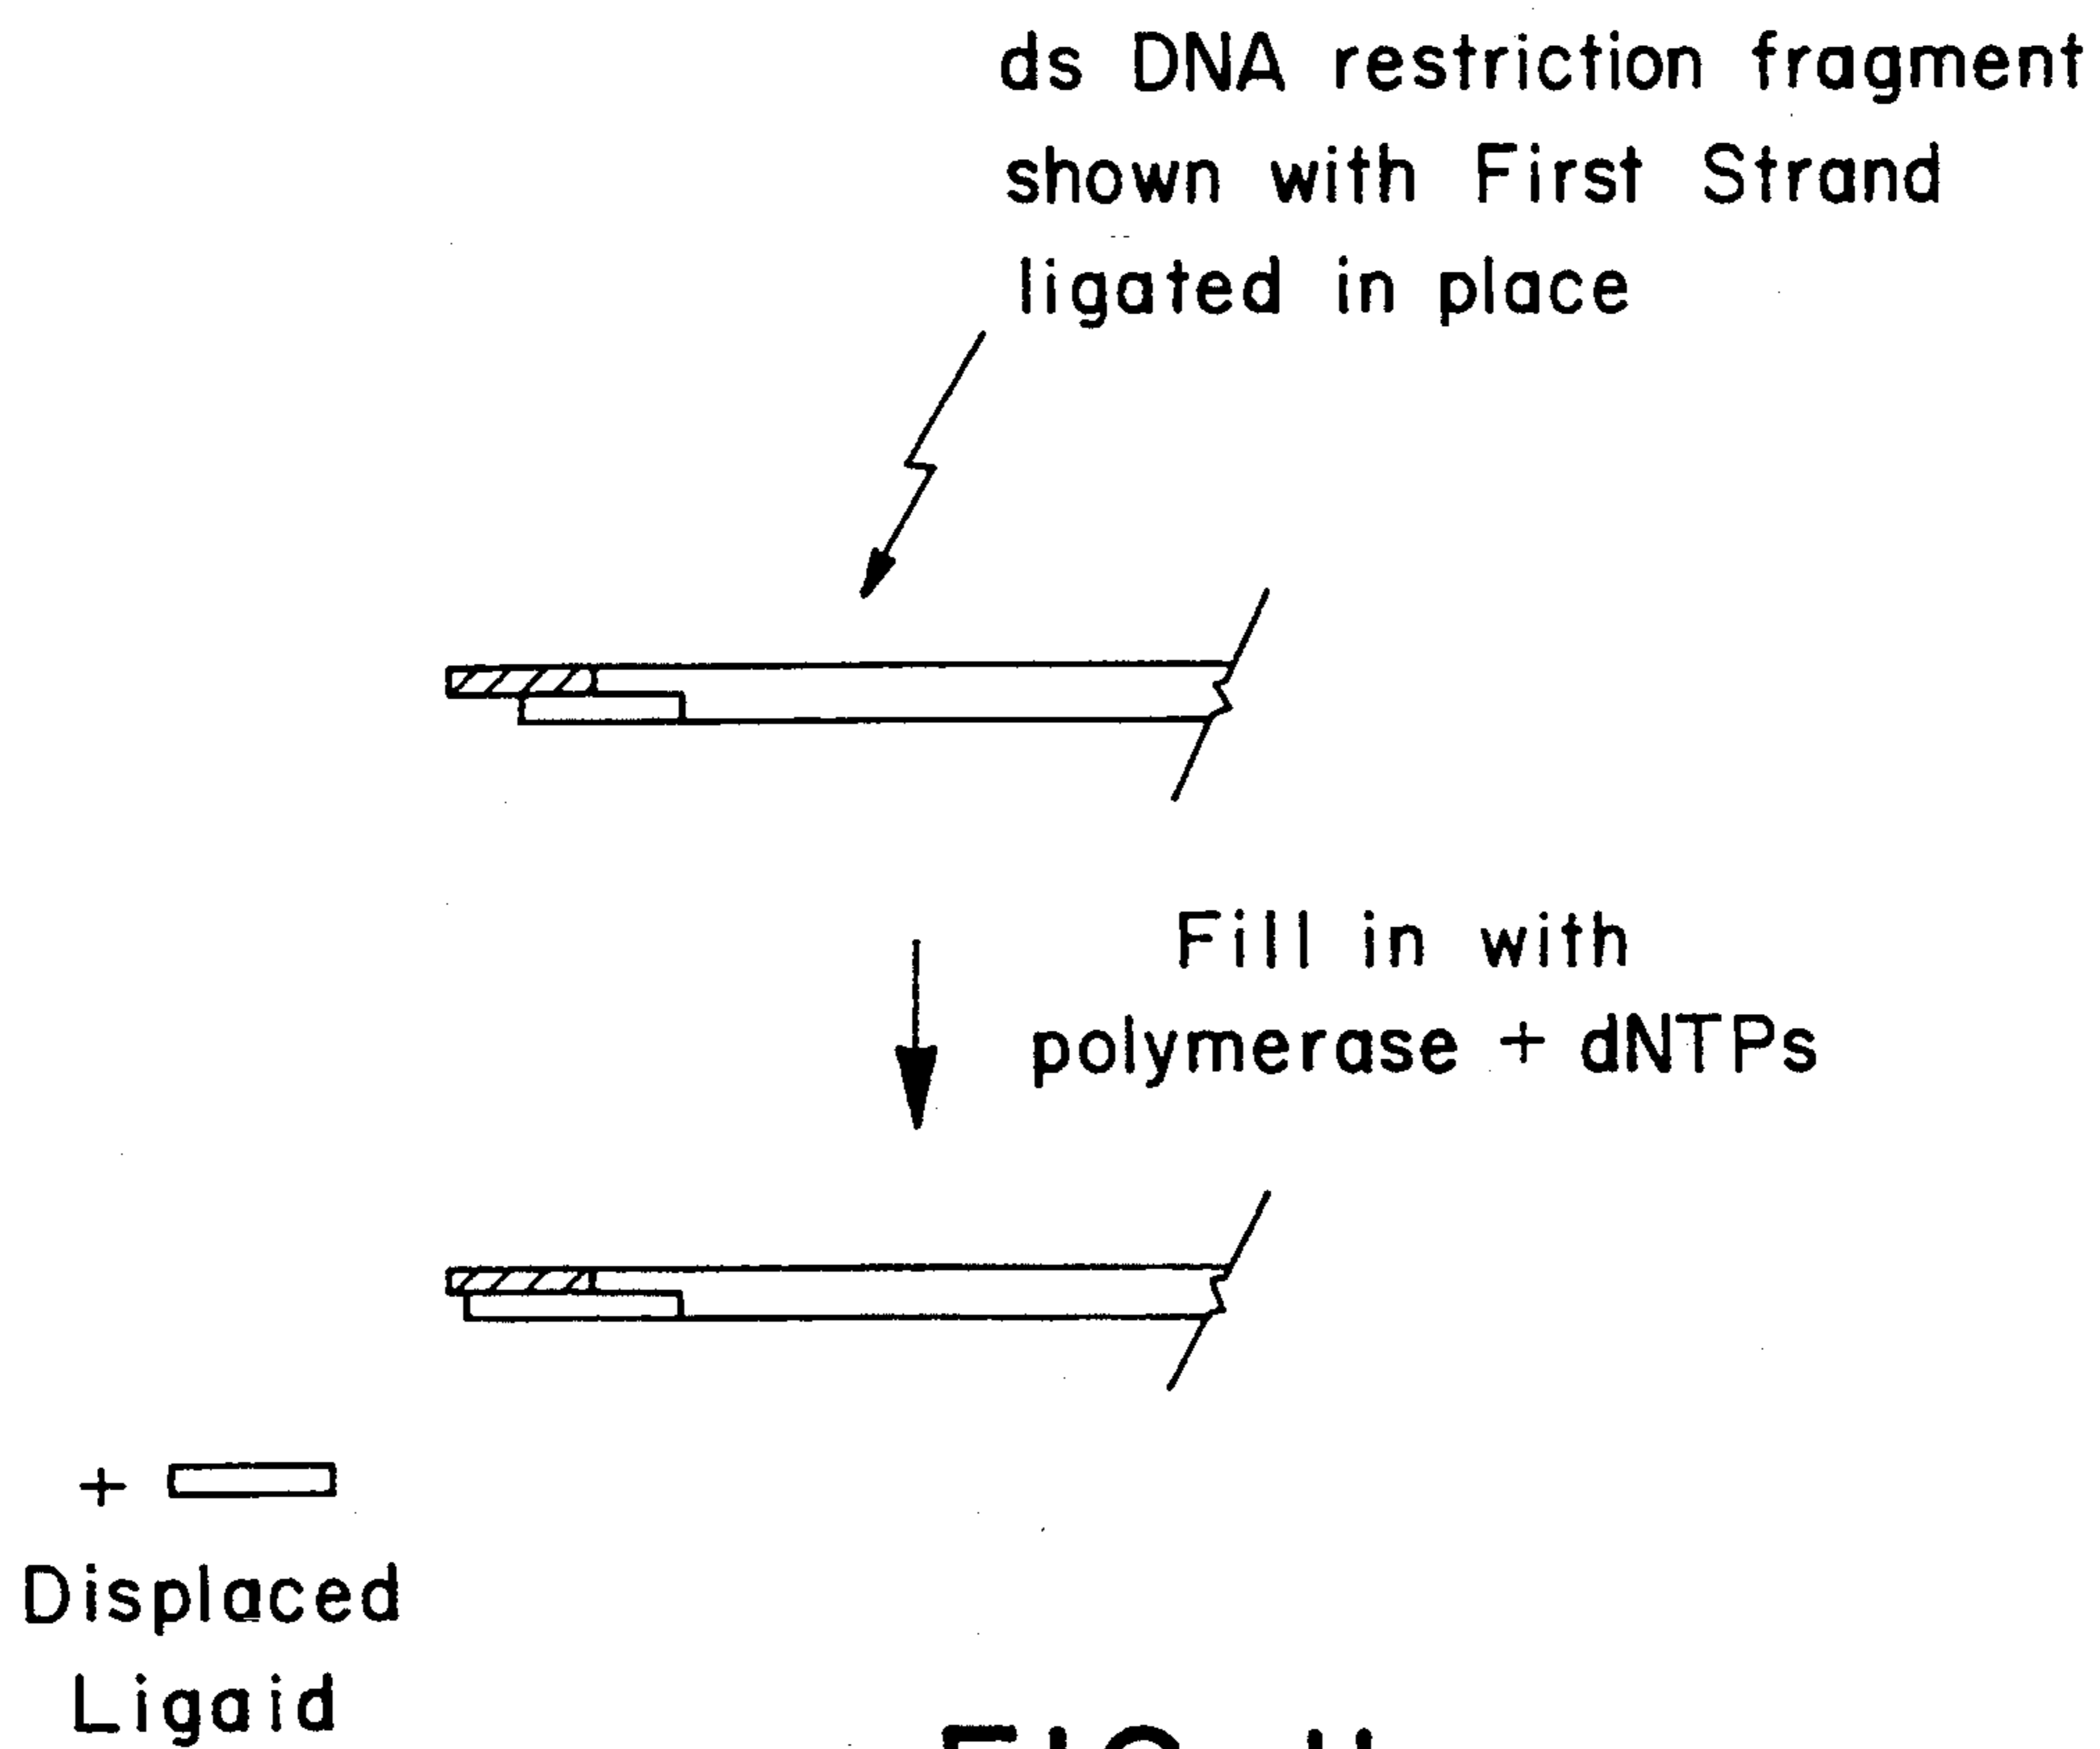 ds DNA restriction fragment
shown with First Strand
ligated in place
Fill in with
polymerase + dNTPs
+
Displaced
Ligaid